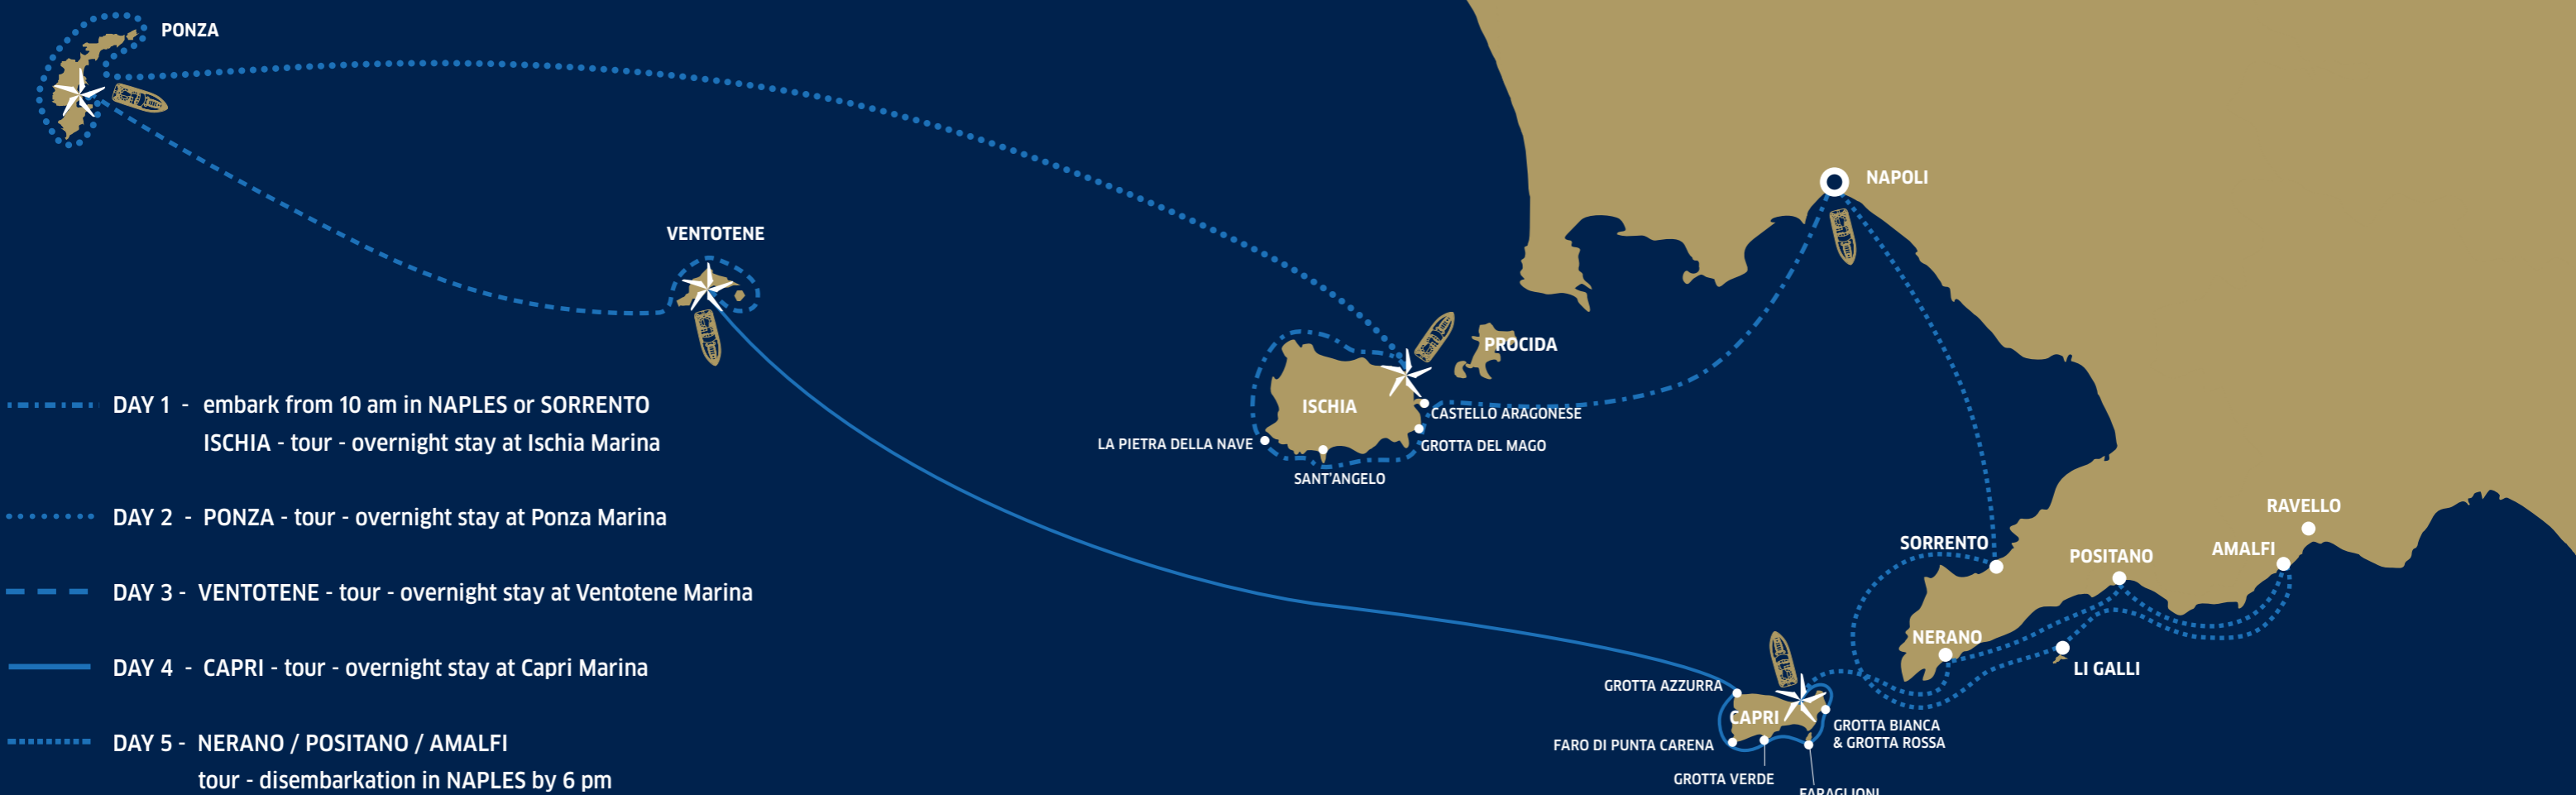 PONZA
NAPOLI
VENTOTENE
PROCIDA
ISCHIA
CASTELLO ARAGONESE
LA PIETRA DELLA NAVE
GROTTA DEL MAGO
SANT'ANGELO
DAY 1 - embark from 10 am in NAPLES or SORRENTO
ISCHIA - tour - overnight stay at Ischia Marina
DAY 2 - PONZA - tour - overnight stay at Ponza Marina
DAY 3 - VENTOTENE - tour - overnight stay at Ventotene Marina
DAY 4 - CAPRI - tour - overnight stay at Capri Marina
DAY 5 - NERANO / POSITANO / AMALFI
tour - disembarkation in NAPLES by 6 pm
RAVELLO
SORRENTO
AMALFI
POSITANO
NERANO
LI GALLI
GROTTA AZZURRA
CAPRI
GROTTA BIANCA
& GROTTA ROSSA
FARO DI PUNTA CARENA
GROTTA VERDE
FARAGLIONI